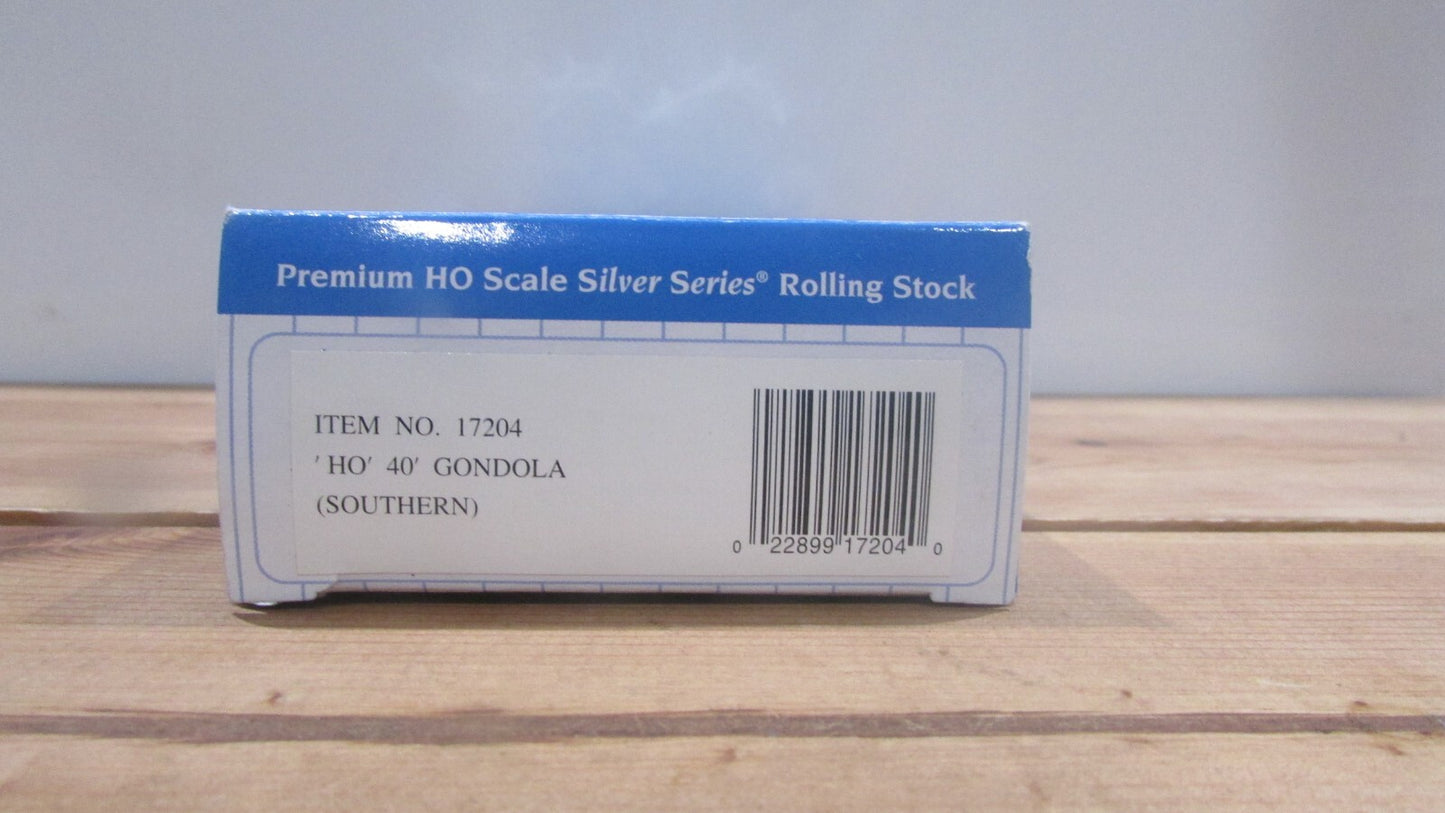 Premium HO Scale Silver Series® Rolling Stock
ITEM NO. 17204
'HO' 40' GONDOLA
(SOUTHERN)
0 22899 17204 0